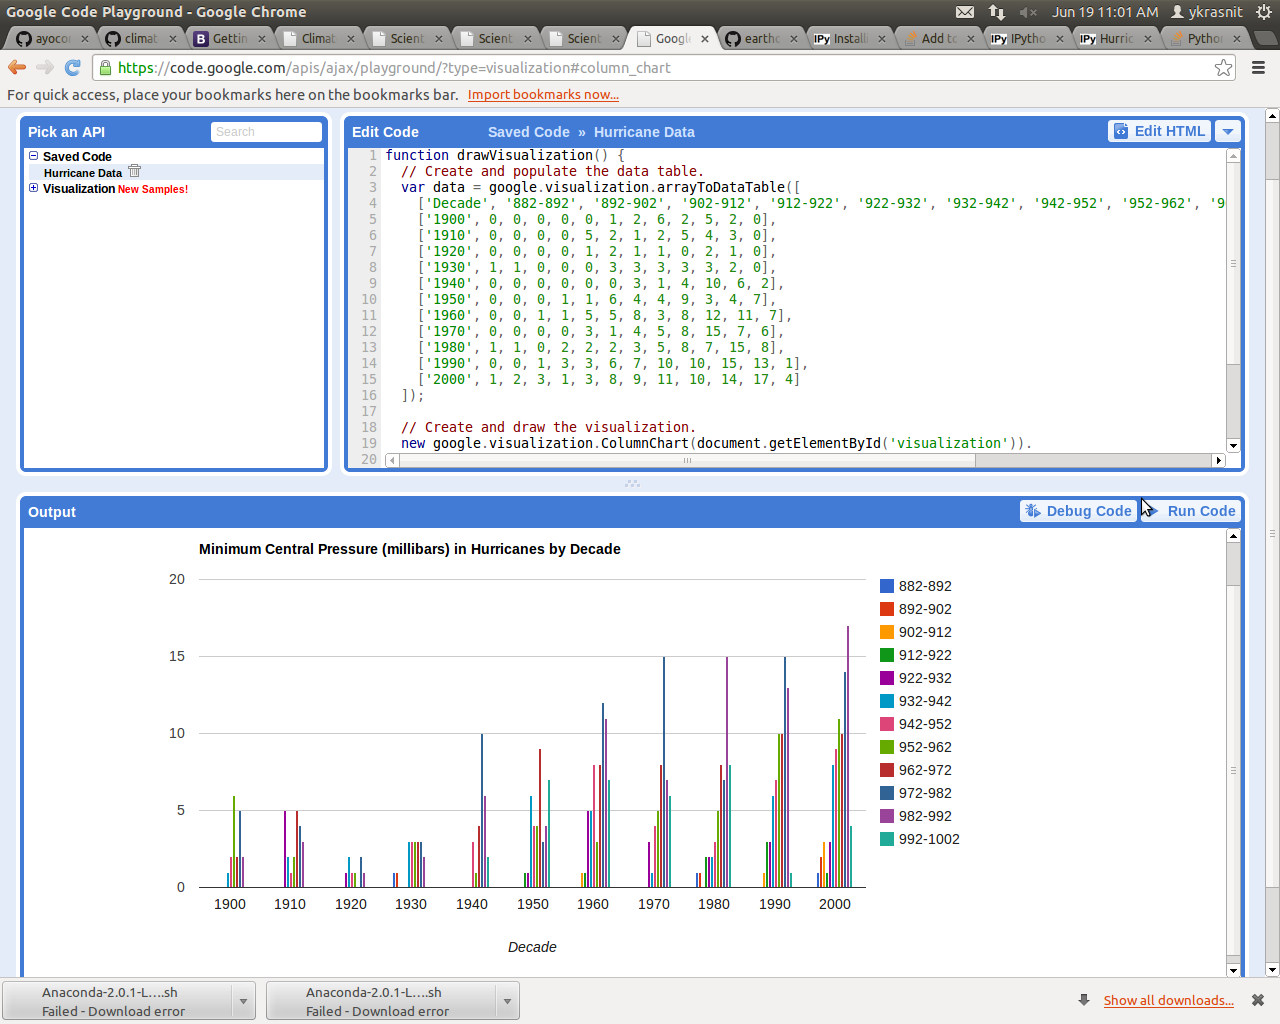 Google Code Playground - Google Chrome
Jun 19 11:01 AM ykrasnit
ayoco
climat
Gettin
Climat
Scient
Scient
Scient
Googl
earthc
IPy Install
Add to
IPy IPytho
IPy Hurric
Pytho
https://code.google.com/apis/ajax/playground/?type=visualization#column_chart
For quick access, place your bookmarks here on the bookmarks bar. Import bookmarks now...
Pick an API
Search
Saved Code
Hurricane Data
Visualization New Samples!
Edit Code Saved Code » Hurricane Data Edit HTML
1 function drawVisualization() {
2 // Create and populate the data table.
3 var data = google.visualization.arrayToDataTable([
4 ['Decade', '882-892', '892-902', '902-912', '912-922', '922-932', '932-942', '942-952', '952-962', '9
5 ['1900', 0, 0, 0, 0, 0, 1, 2, 6, 2, 5, 2, 0],
6 ['1910', 0, 0, 0, 0, 5, 2, 1, 2, 5, 4, 3, 0],
7 ['1920', 0, 0, 0, 0, 1, 2, 1, 1, 0, 2, 1, 0],
8 ['1930', 1, 1, 0, 0, 0, 3, 3, 3, 3, 3, 2, 0],
9 ['1940', 0, 0, 0, 0, 0, 0, 3, 1, 4, 10, 6, 2],
10 ['1950', 0, 0, 0, 1, 1, 6, 4, 4, 9, 3, 4, 7],
11 ['1960', 0, 0, 1, 1, 5, 5, 8, 3, 8, 12, 11, 7],
12 ['1970', 0, 0, 0, 0, 3, 1, 4, 5, 8, 15, 7, 6],
13 ['1980', 1, 1, 0, 2, 2, 2, 3, 5, 8, 7, 15, 8],
14 ['1990', 0, 0, 1, 3, 3, 6, 7, 10, 10, 15, 13, 1],
15 ['2000', 1, 2, 3, 1, 3, 8, 9, 11, 10, 14, 17, 4]
16 ]);
17
18 // Create and draw the visualization.
19 new google.visualization.ColumnChart(document.getElementById('visualization')).
20
Output Debug Code Run Code
Minimum Central Pressure (millibars) in Hurricanes by Decade
20
15
10
5
0
1900 1910 1920 1930 1940 1950 1960 1970 1980 1990 2000
Decade
882-892
892-902
902-912
912-922
922-932
932-942
942-952
952-962
962-972
972-982
982-992
992-1002
Anaconda-2.0.1-L....sh
Failed - Download error
Anaconda-2.0.1-L....sh
Failed - Download error
Show all downloads...